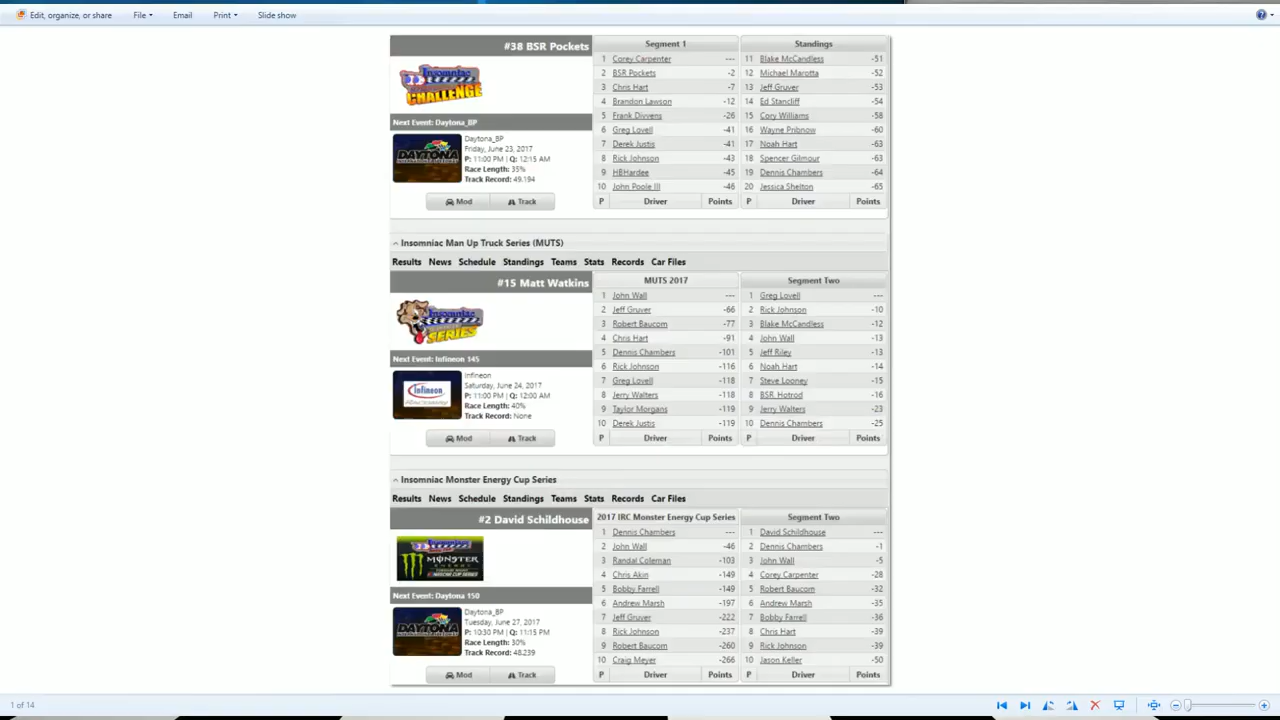 Edit, organize, or share File Email Print Slide show
#38 BSR Pockets
Insomniac
CHALLENGE
Next Event: Daytona_BP
DAYTONA
Daytona_BP
Friday, June 23, 2017
P: 11:00 PM | Q: 12:15 AM
Race Length: 35%
Track Record: 49.194
Mod Track
Segment 1
1 Corey Carpenter ---
2 BSR Pockets -2
3 Chris Hart -7
4 Brandon Lawson -12
5 Frank Divvens -26
6 Greg Lovell -41
7 Derek Justis -41
8 Rick Johnson -43
9 HBHardee -45
10 John Poole III -46
P Driver Points
Standings
11 Blake McCandless -51
12 Michael Marotta -52
13 Jeff Gruver -53
14 Ed Stancliff -54
15 Cory Williams -58
16 Wayne Pribnow -60
17 Noah Hart -63
18 Spencer Gilmour -63
19 Dennis Chambers -64
20 Jessica Shelton -65
P Driver Points
Insomniac Man Up Truck Series (MUTS)
Results News Schedule Standings Teams Stats Records Car Files
#15 Matt Watkins
Insomniac
SERIES
Next Event: Infineon 145
Infineon
Infineon
Saturday, June 24, 2017
P: 11:00 PM | Q: 12:00 AM
Race Length: 40%
Track Record: None
Mod Track
MUTS 2017
1 John Wall ---
2 Jeff Gruver -66
3 Robert Baucom -77
4 Chris Hart -91
5 Dennis Chambers -101
6 Rick Johnson -116
7 Greg Lovell -118
8 Jerry Walters -118
9 Taylor Morgans -119
10 Derek Justis -119
P Driver Points
Segment Two
1 Greg Lovell ---
2 Rick Johnson -10
3 Blake McCandless -12
4 John Wall -13
5 Jeff Riley -13
6 Noah Hart -14
7 Steve Looney -15
8 BSR Hotrod -16
9 Jerry Walters -23
10 Dennis Chambers -25
P Driver Points
Insomniac Monster Energy Cup Series
Results News Schedule Standings Teams Stats Records Car Files
#2 David Schildhouse
MONSTER
ENERGY
NASCAR CUP SERIES
Next Event: Daytona 150
DAYTONA
Daytona_BP
Tuesday, June 27, 2017
P: 10:30 PM | Q: 11:15 PM
Race Length: 30%
Track Record: 48.239
Mod Track
2017 IRC Monster Energy Cup Series
1 Dennis Chambers ---
2 John Wall -46
3 Randal Coleman -103
4 Chris Akin -149
5 Bobby Farrell -149
6 Andrew Marsh -197
7 Jeff Gruver -222
8 Rick Johnson -237
9 Robert Baucom -260
10 Craig Meyer -266
P Driver Points
Segment Two
1 David Schildhouse ---
2 Dennis Chambers -1
3 John Wall -5
4 Corey Carpenter -28
5 Robert Baucom -32
6 Andrew Marsh -35
7 Bobby Farrell -36
8 Chris Hart -39
9 Rick Johnson -39
10 Jason Keller -50
P Driver Points
1 of 14